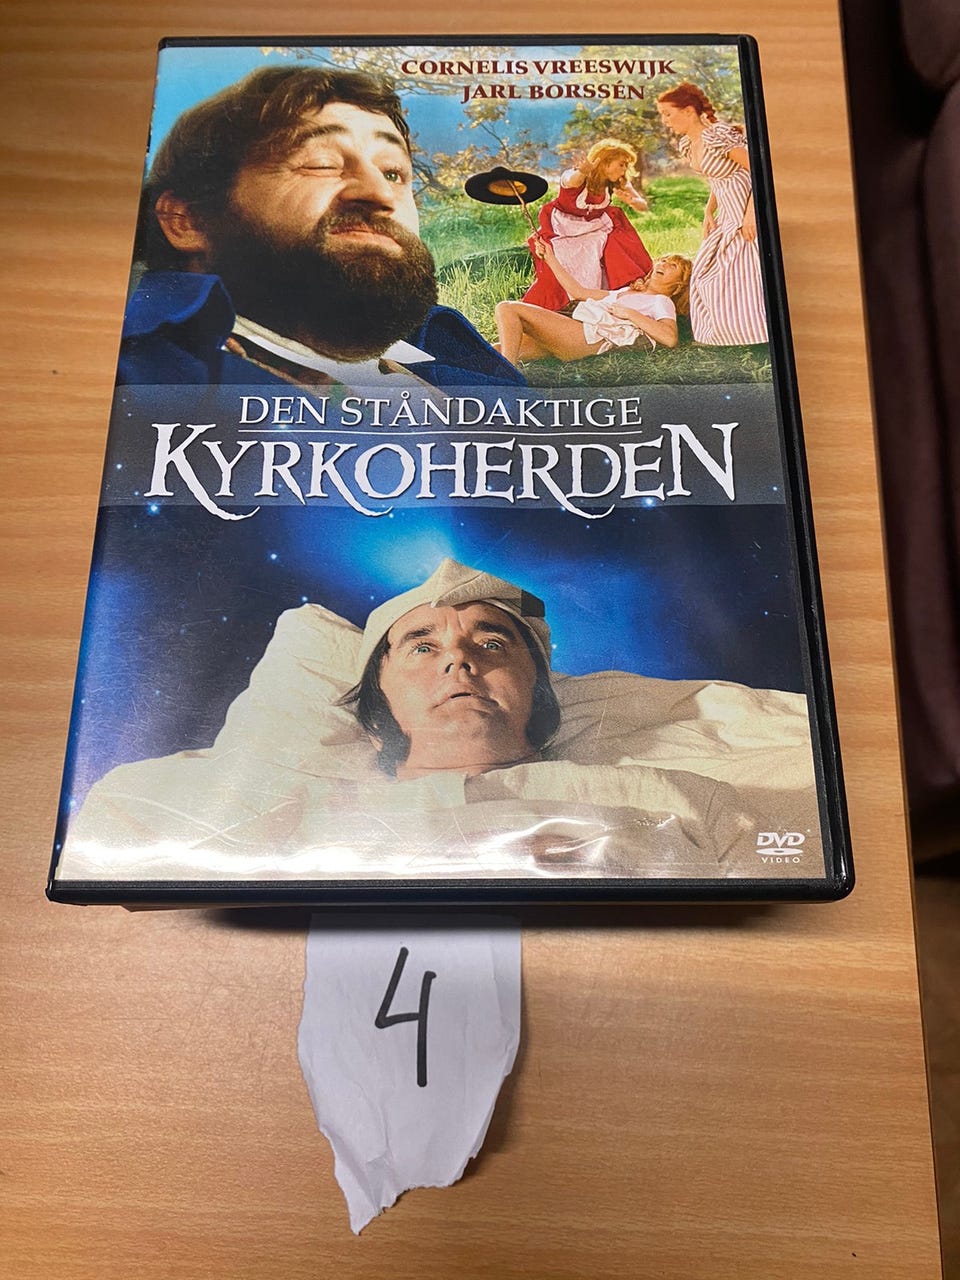 CORNELIS VREESWIJK
JARL BORSSÉN
DEN STÅNDAKTIGE
KYRKOHERDEN
DVD
VIDEO
4